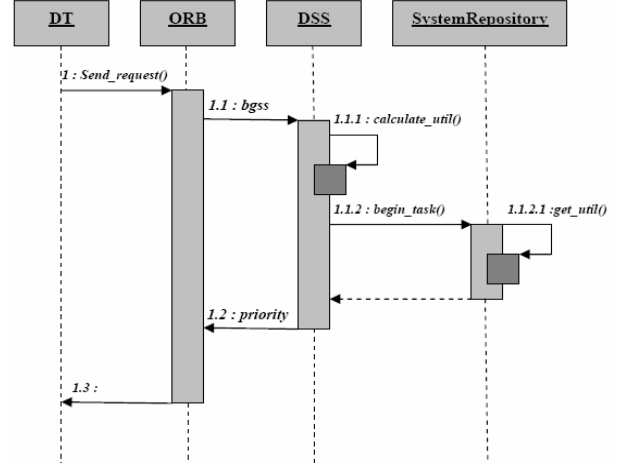 DT
ORB
DSS
SystemRepository
1 : Send_request()
1.1 : bgss
1.1.1 : calculate_util()
1.1.2 : begin_task()
1.1.2.1 :get_util()
1.2 : priority
1.3 :